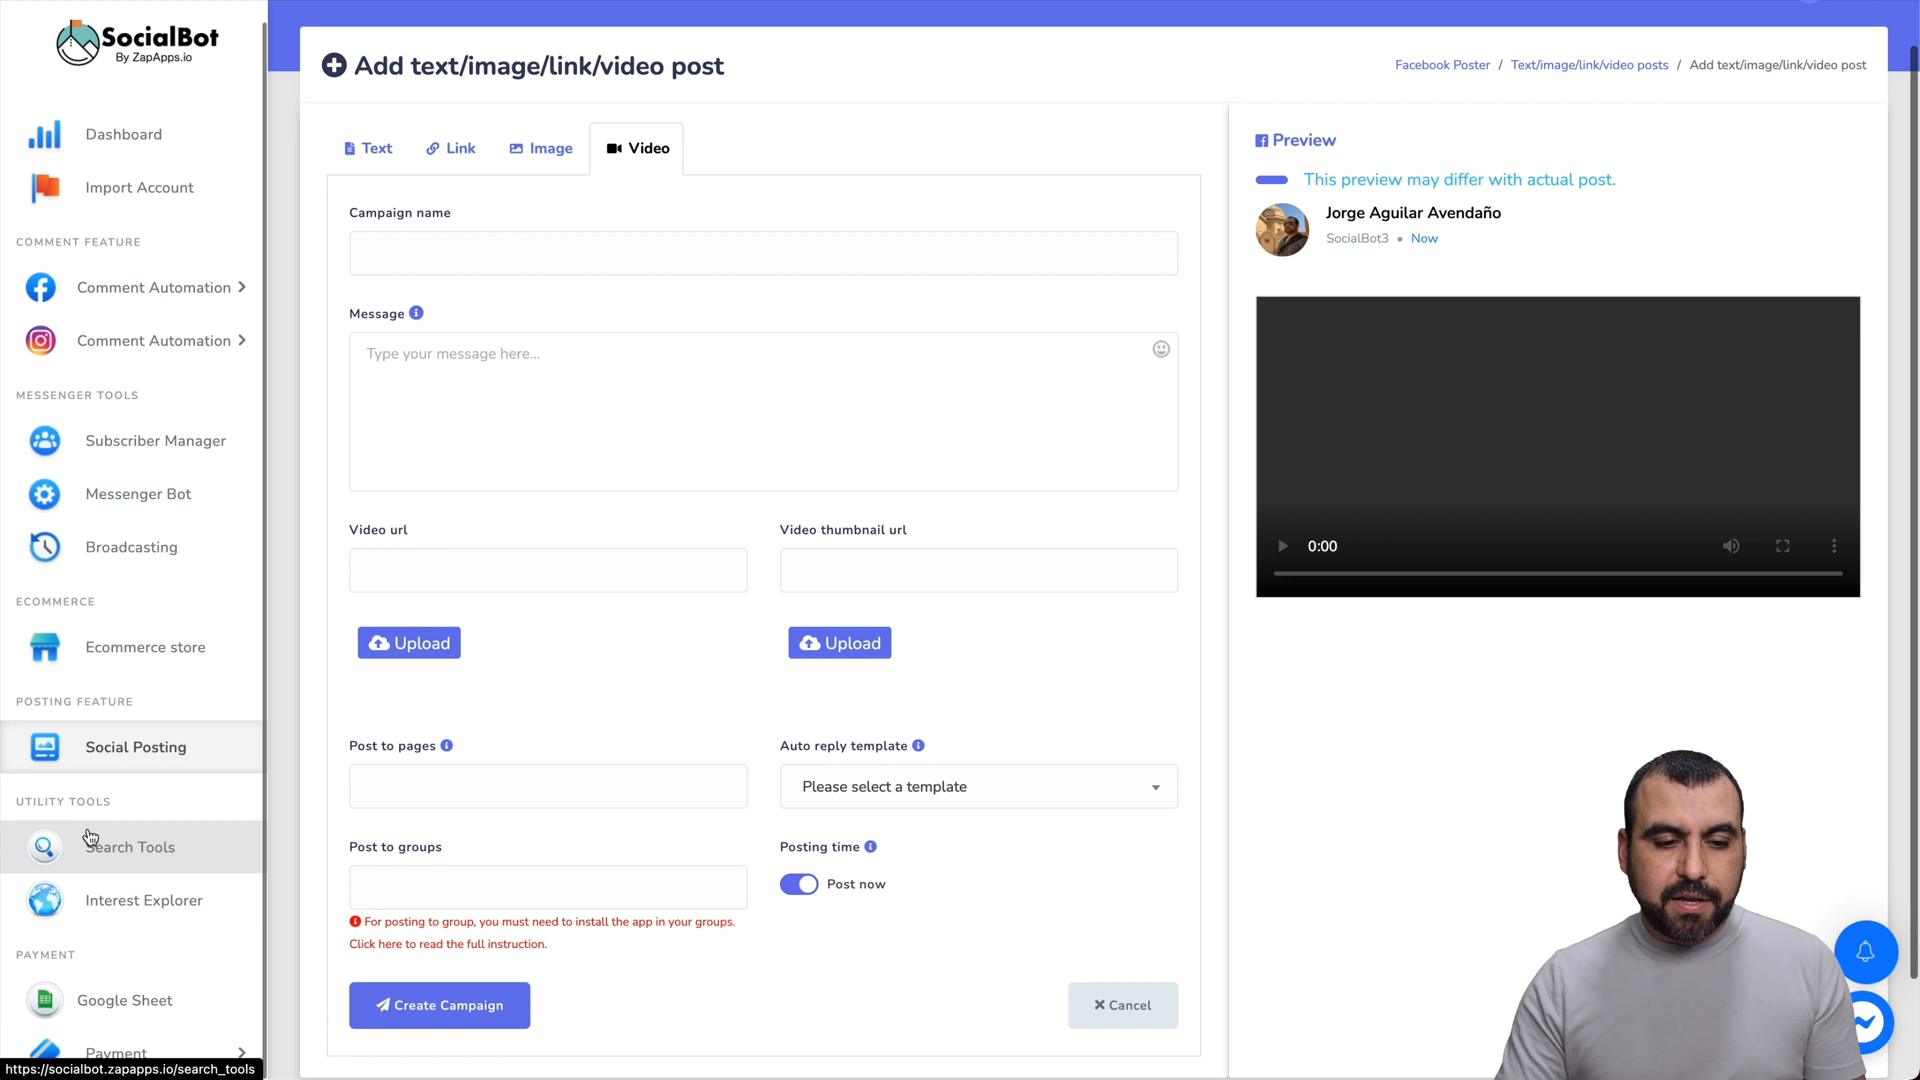 SocialBot
By ZapApps.io
Dashboard
Import Account
COMMENT FEATURE
Comment Automation
Comment Automation
MESSENGER TOOLS
Subscriber Manager
Messenger Bot
Broadcasting
ECOMMERCE
Ecommerce store
POSTING FEATURE
Social Posting
UTILITY TOOLS
Search Tools
Interest Explorer
PAYMENT
Google Sheet
Payment
https://socialbot.zapapps.io/search_tools
Add text/image/link/video post
Facebook Poster / Text/image/link/video posts / Add text/image/link/video post
Text Link Image Video
Campaign name
Message
Type your message here...
Video url Video thumbnail url
Upload Upload
Post to pages Auto reply template
Please select a template
Post to groups Posting time
Post now
For posting to group, you must need to install the app in your groups.
Click here to read the full instruction.
Create Campaign Cancel
Preview
This preview may differ with actual post.
Jorge Aguilar Avendaño
SocialBot3 • Now
0:00